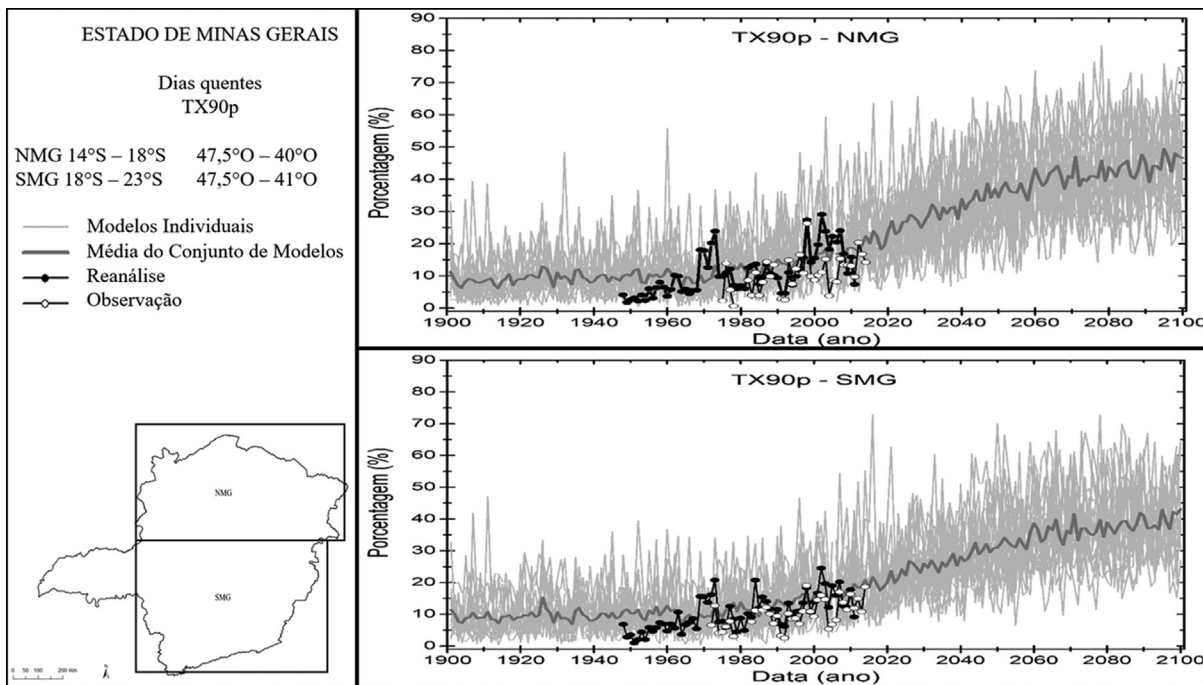 ESTADO DE MINAS GERAIS
Dias quentes
TX90p
NMG 14°S – 18°S 47,5°O – 40°O
SMG 18°S – 23°S 47,5°O – 41°O
Modelos Individuais
Média do Conjunto de Modelos
Reanálise
Observação
NMG
SMG
0 50 100 200 Km
N
TX90p - NMG
Porcentagem (%)
90
80
70
60
50
40
30
20
10
0
1900 1920 1940 1960 1980 2000 2020 2040 2060 2080 2100
Data (ano)
TX90p - SMG
Porcentagem (%)
90
80
70
60
50
40
30
20
10
0
1900 1920 1940 1960 1980 2000 2020 2040 2060 2080 2100
Data (ano)